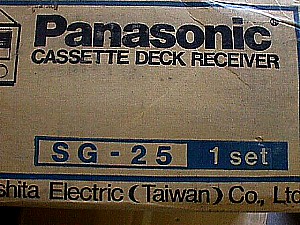 Panasonic
CASSETTE DECK RECEIVER
SG-25 1 set
shita Electric (Taiwan) Co., Ltd